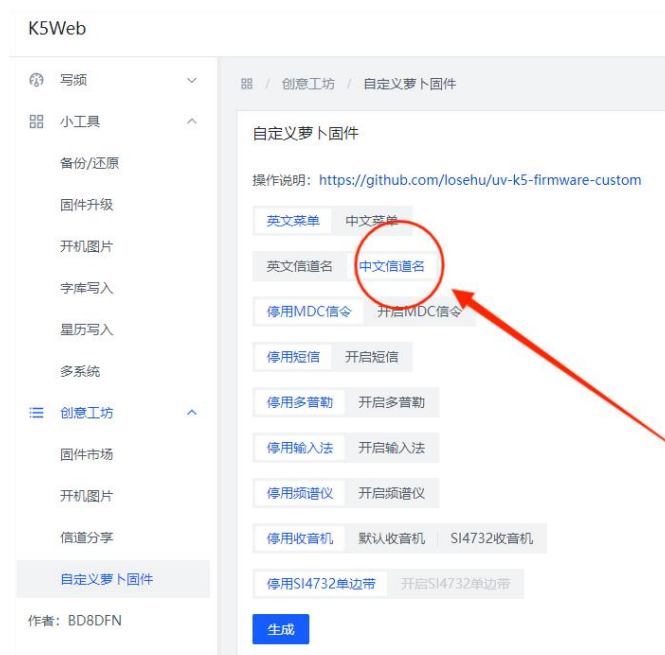 K5Web
写频
小工具
备份/还原
固件升级
开机图片
字库写入
星历写入
多系统
创意工坊
固件市场
开机图片
信道分享
自定义萝卜固件
作者：BD8DFN
/ 创意工坊 / 自定义萝卜固件
自定义萝卜固件
操作说明：https://github.com/losehu/uv-k5-firmware-custom
英文菜单 中文菜单
英文信道名 中文信道名
停用MDC信令 开启MDC信令
停用短信 开启短信
停用多普勒 开启多普勒
停用输入法 开启输入法
停用频谱仪 开启频谱仪
停用收音机 默认收音机 SI4732收音机
停用SI4732单边带 开启SI4732单边带
生成